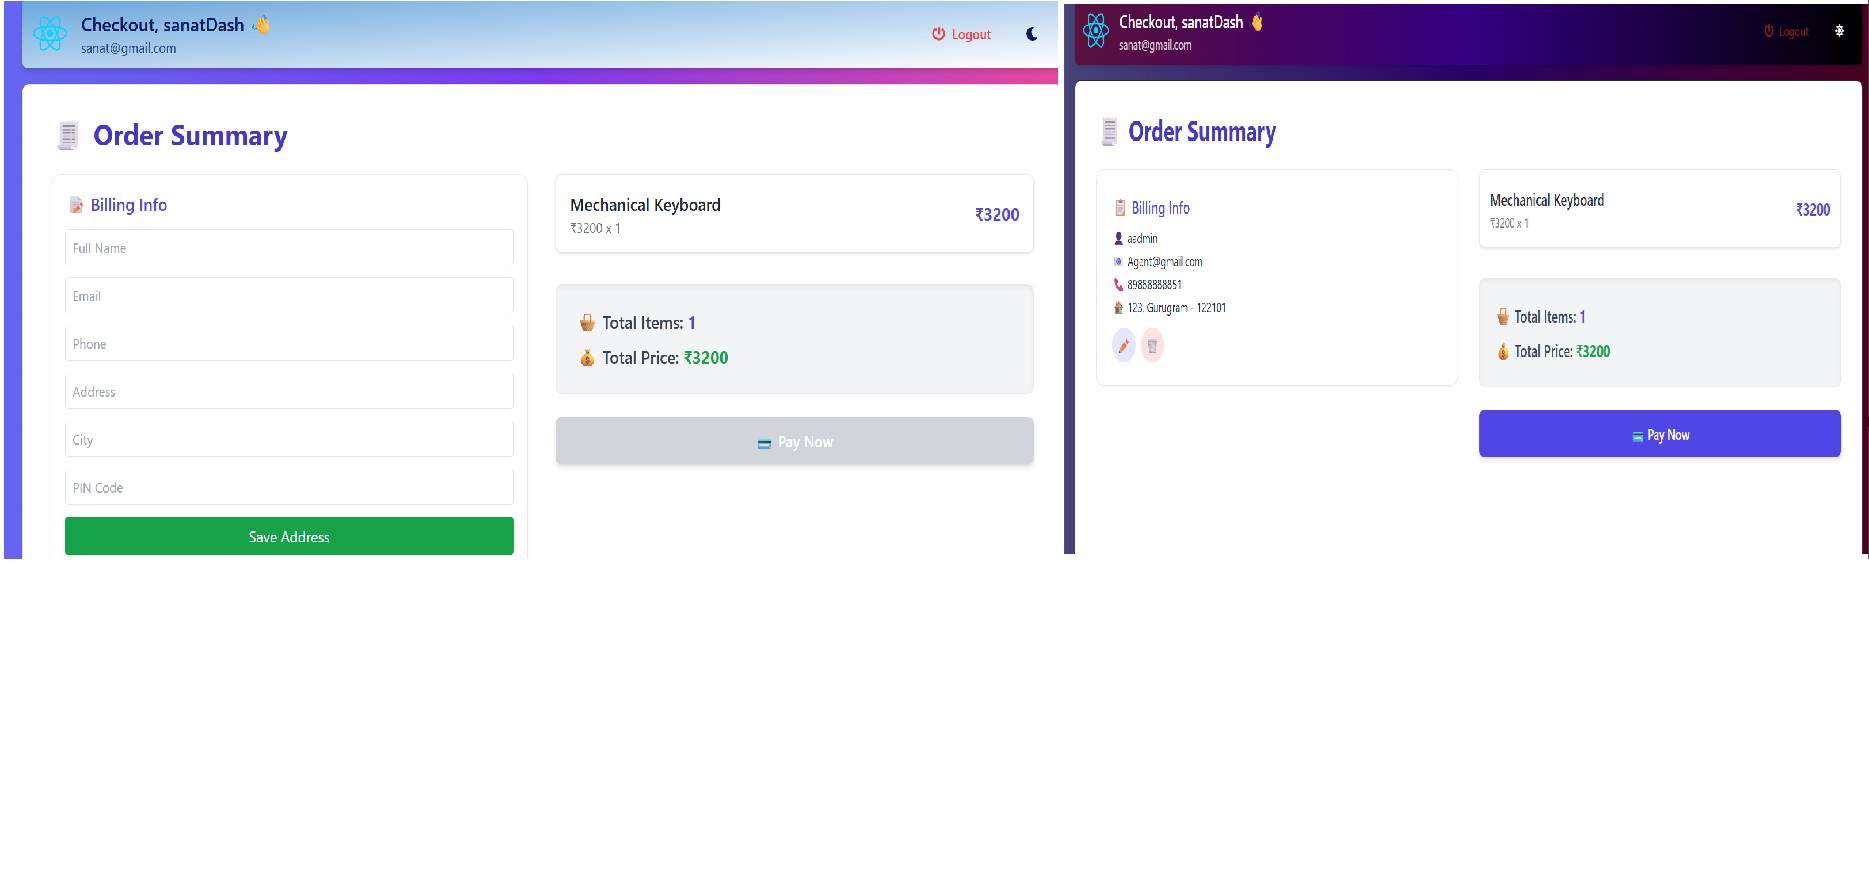 Checkout, sanatDash 👋
sanat@gmail.com
Logout
Order Summary
Billing Info
Full Name
Email
Phone
Address
City
PIN Code
Save Address
Mechanical Keyboard
₹3200 x 1
₹3200
Total Items: 1
Total Price: ₹3200
Pay Now
Checkout, sanatDash 👋
sanat@gmail.com
Logout
Order Summary
Billing Info
aadmin
Agent@gmail.com
89888888851
123, Gurugram - 122101
Mechanical Keyboard
₹3200 x 1
₹3200
Total Items: 1
Total Price: ₹3200
Pay Now